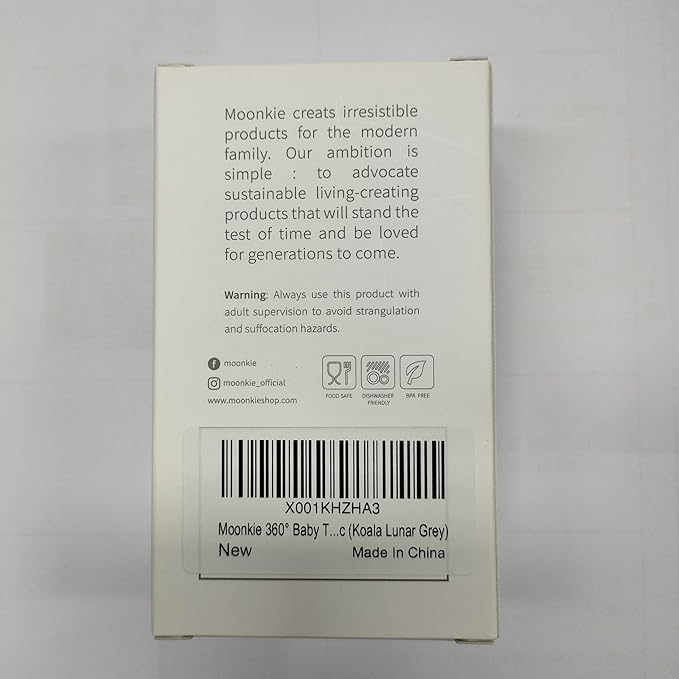 Moonkie creats irresistible
products for the modern
family. Our ambition is
simple : to advocate
sustainable living-creating
products that will stand the
test of time and be loved
for generations to come.
Warning: Always use this product with
adult supervision to avoid strangulation
and suffocation hazards.
moonkie
moonkie_official
www.moonkieshop.com
FOOD SAFE
DISHWASHER
FRIENDLY
BPA FREE
X001KHZHA3
Moonkie 360° Baby T...c (Koala Lunar Grey)
New Made In China